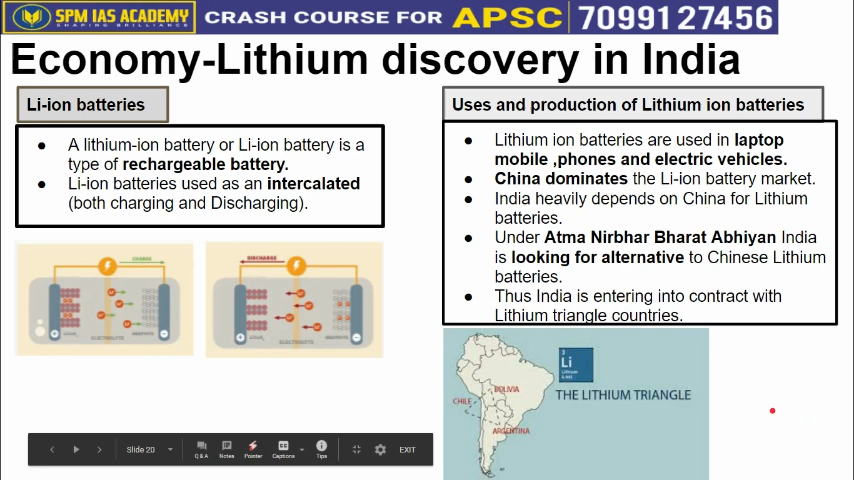 SPM IAS ACADEMY
SHAPING BRILLIANCE
CRASH COURSE FOR APSC 7099127456
Economy-Lithium discovery in India
Li-ion batteries
● A lithium-ion battery or Li-ion battery is a
type of rechargeable battery.
● Li-ion batteries used as an intercalated
(both charging and Discharging).
Uses and production of Lithium ion batteries
● Lithium ion batteries are used in laptop
mobile ,phones and electric vehicles.
● China dominates the Li-ion battery market.
● India heavily depends on China for Lithium
batteries.
● Under Atma Nirbhar Bharat Abhiyan India
is looking for alternative to Chinese Lithium
batteries.
● Thus India is entering into contract with
Lithium triangle countries.
CHARGE
ELECTROLYTE
DISCHARGE
ELECTROLYTE
3
Li
Lithium
THE LITHIUM TRIANGLE
BOLIVIA
CHILE
ARGENTINA
Slide 20
Q & A
Notes
Pointer
Captions
Tips
EXIT